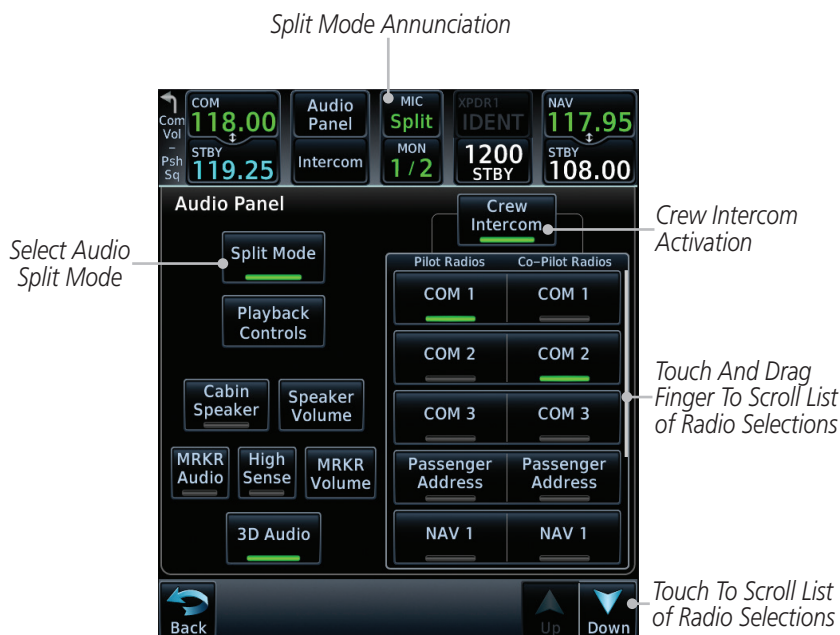 Split Mode Annunciation
Com
Vol
–
Psh
Sq
COM
118.00
STBY
119.25
Audio
Panel
Intercom
MIC
Split
MON
1/2
XPDR1
IDENT
1200
STBY
NAV
117.95
STBY
108.00
Audio Panel
Crew
Intercom
Crew Intercom
Activation
Select Audio
Split Mode
Split Mode
Playback
Controls
Cabin
Speaker
Speaker
Volume
MRKR
Audio
High
Sense
MRKR
Volume
3D Audio
Pilot Radios Co-Pilot Radios
COM 1 COM 1
COM 2 COM 2
COM 3 COM 3
Passenger Passenger
Address Address
NAV 1 NAV 1
Touch And Drag
Finger To Scroll List
of Radio Selections
Back
Up
Down
Touch To Scroll List
of Radio Selections